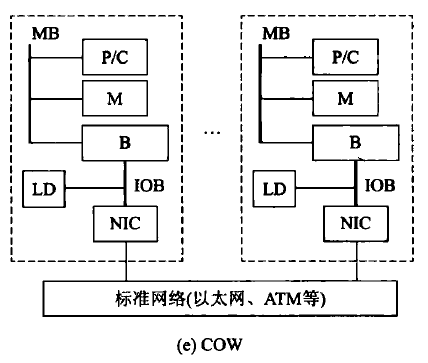 MB
P/C
M
B
LD
IOB
NIC
…
MB
P/C
M
B
LD
IOB
NIC
标准网络(以太网、ATM等)
(e) COW